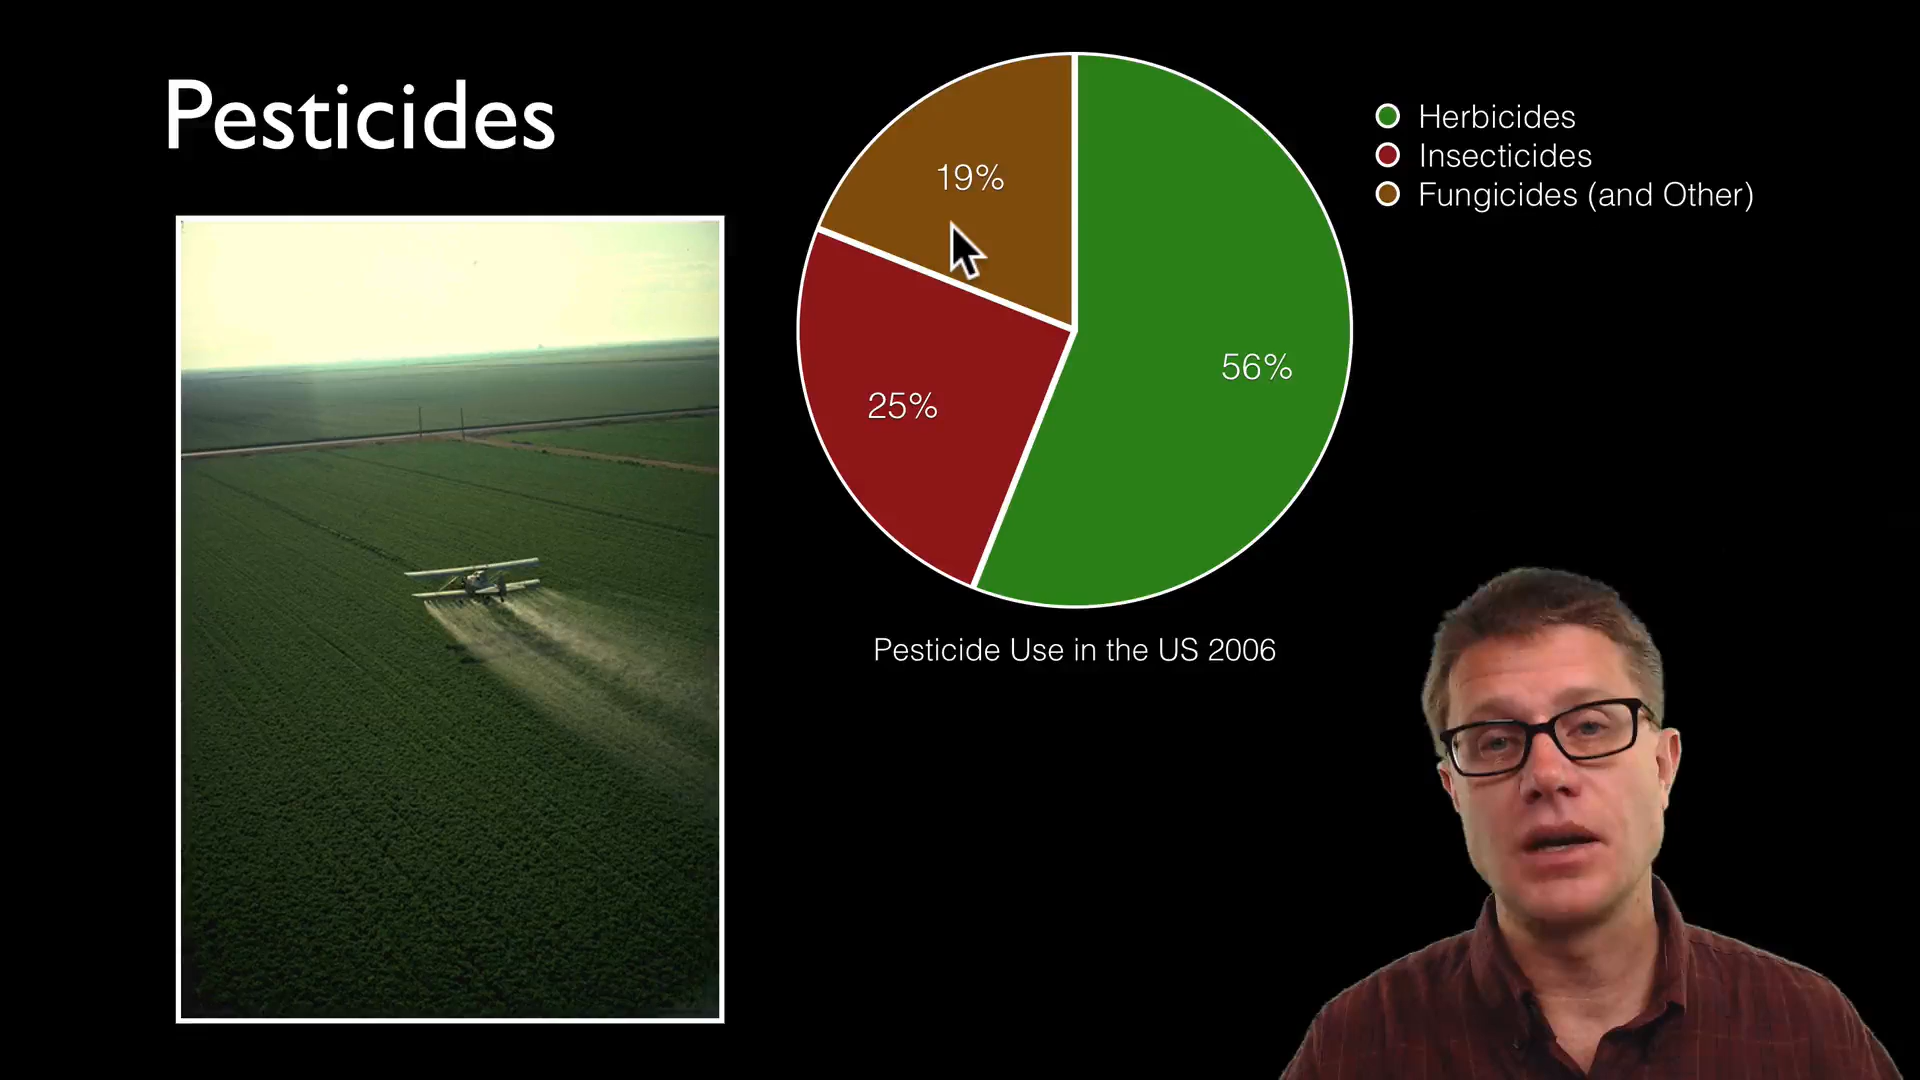 Pesticides
Herbicides
Insecticides
Fungicides (and Other)
19%
56%
25%
Pesticide Use in the US 2006